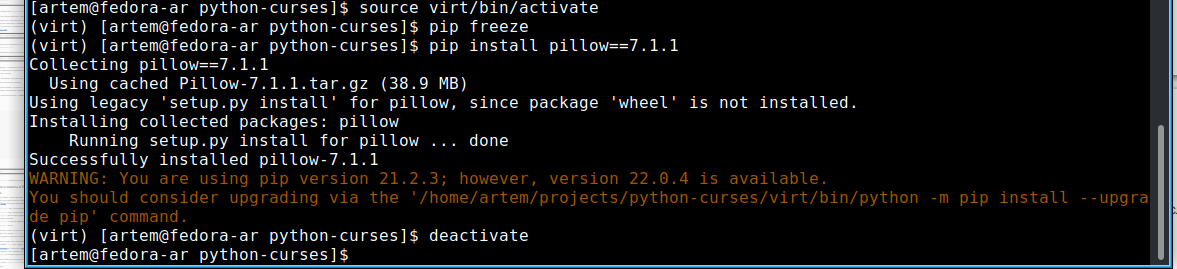 [artem@fedora-ar python-curses]$ source virt/bin/activate
(virt) [artem@fedora-ar python-curses]$ pip freeze
(virt) [artem@fedora-ar python-curses]$ pip install pillow==7.1.1
Collecting pillow==7.1.1
  Using cached Pillow-7.1.1.tar.gz (38.9 MB)
Using legacy 'setup.py install' for pillow, since package 'wheel' is not installed.
Installing collected packages: pillow
    Running setup.py install for pillow ... done
Successfully installed pillow-7.1.1
WARNING: You are using pip version 21.2.3; however, version 22.0.4 is available.
You should consider upgrading via the '/home/artem/projects/python-curses/virt/bin/python -m pip install --upgra
de pip' command.
(virt) [artem@fedora-ar python-curses]$ deactivate
[artem@fedora-ar python-curses]$